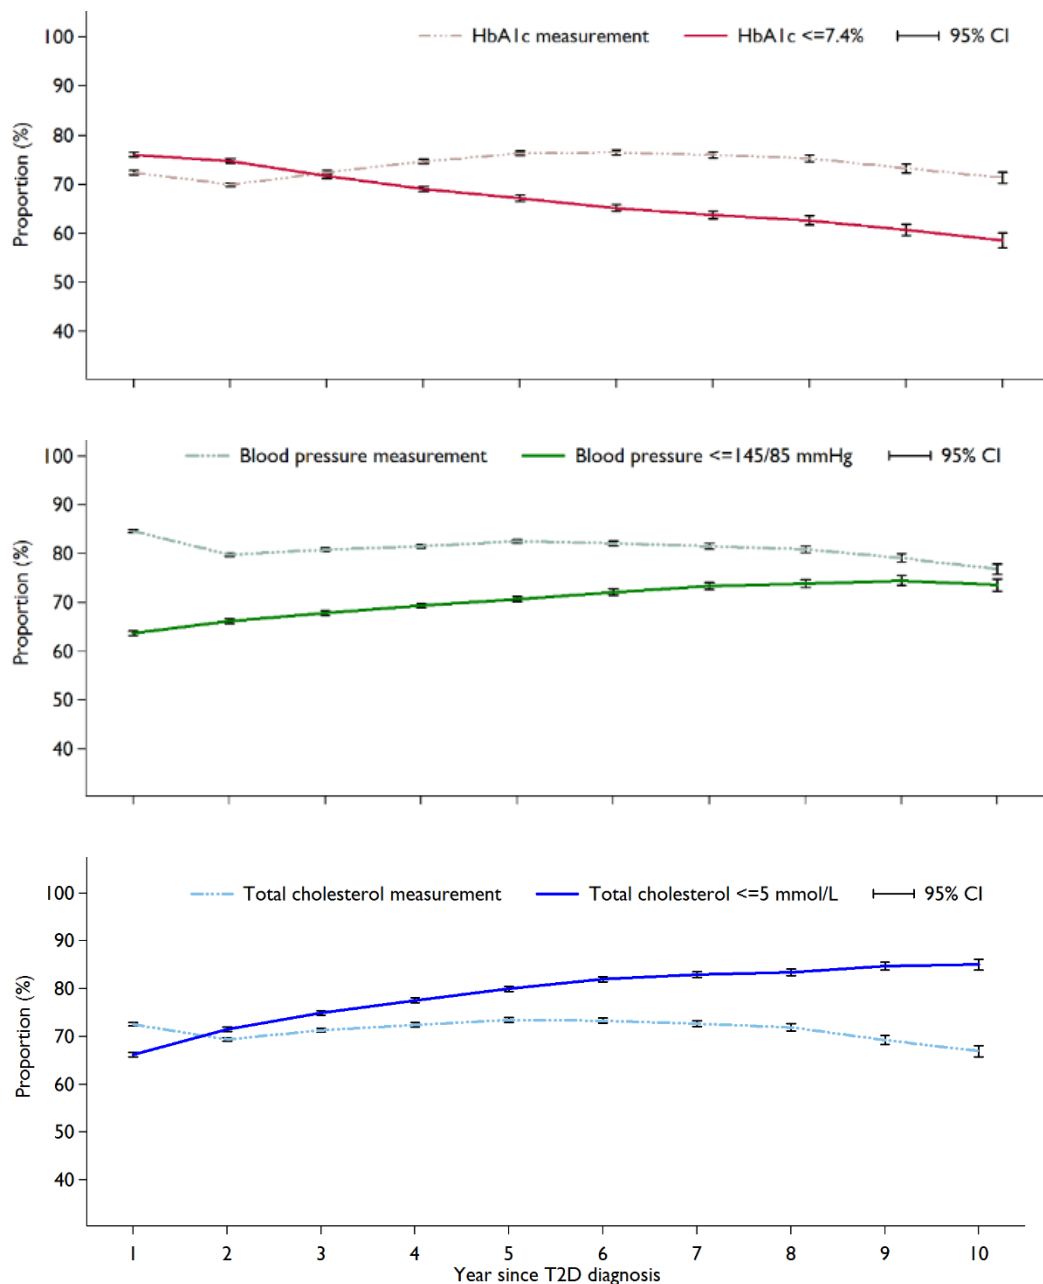 HbA1c measurement HbA1c <=7.4% 95% CI
100
90
80
70
60
50
40
Proportion (%)
Blood pressure measurement Blood pressure <=145/85 mmHg 95% CI
100
90
80
70
60
50
40
Proportion (%)
Total cholesterol measurement Total cholesterol <=5 mmol/L 95% CI
100
90
80
70
60
50
40
Proportion (%)
1 2 3 4 5 6 7 8 9 10
Year since T2D diagnosis